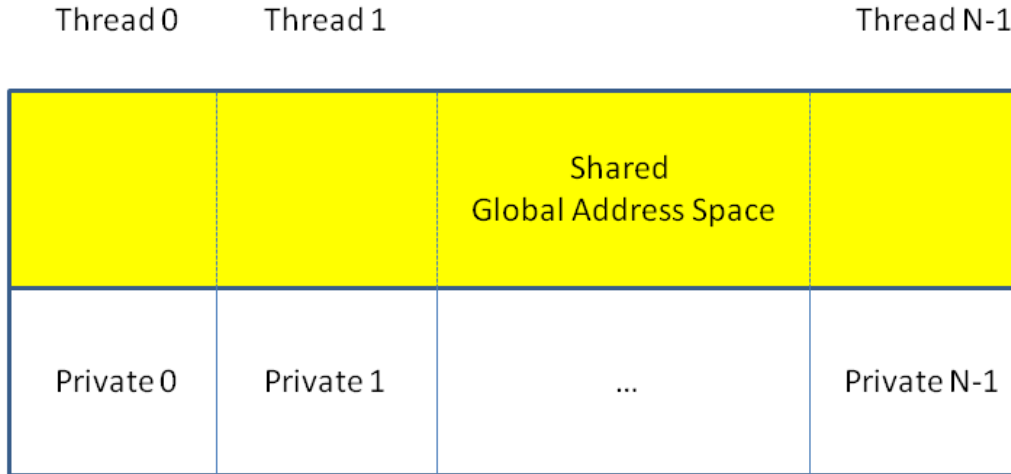 Thread 0 Thread 1 Thread N-1
Shared
Global Address Space
Private 0 Private 1 ... Private N-1